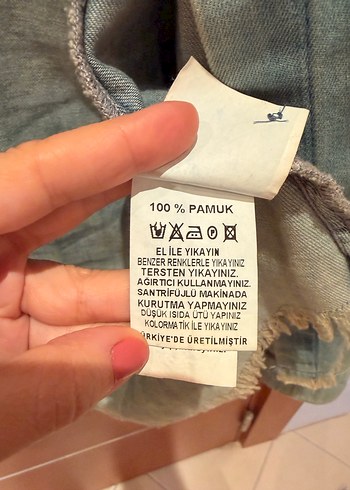 100 % PAMUK
EL İLE YIKAYIN
BENZER RENKLERLE YIKAYINIZ
TERSTEN YIKAYINIZ.
AĞIRTICI KULLANMAYINIZ.
SANTRİFÜJLÜ MAKİNADA
KURUTMA YAPMAYINIZ
DÜŞÜK ISIDA ÜTÜ YAPINIZ
KOLORMATİK İLE YIKAYINIZ
TÜRKİYE'DE ÜRETİLMİŞTİR